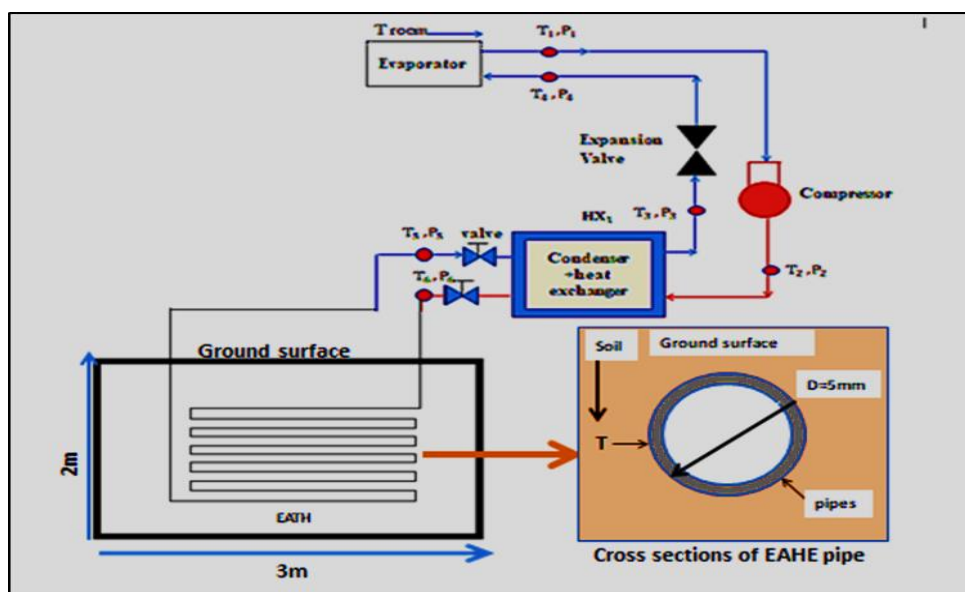 T room
Evaporator
T₁,P₁
T₄,P₄
Expansion
Valve
Compressor
HX₁
T₃,P₃
T₂,P₂
T₅,P₅
valve
T₆,P₆
Condenser
+heat
exchanger
Ground surface
2m
EATH
3m
Soil
Ground surface
D=5mm
T
pipes
Cross sections of EAHE pipe